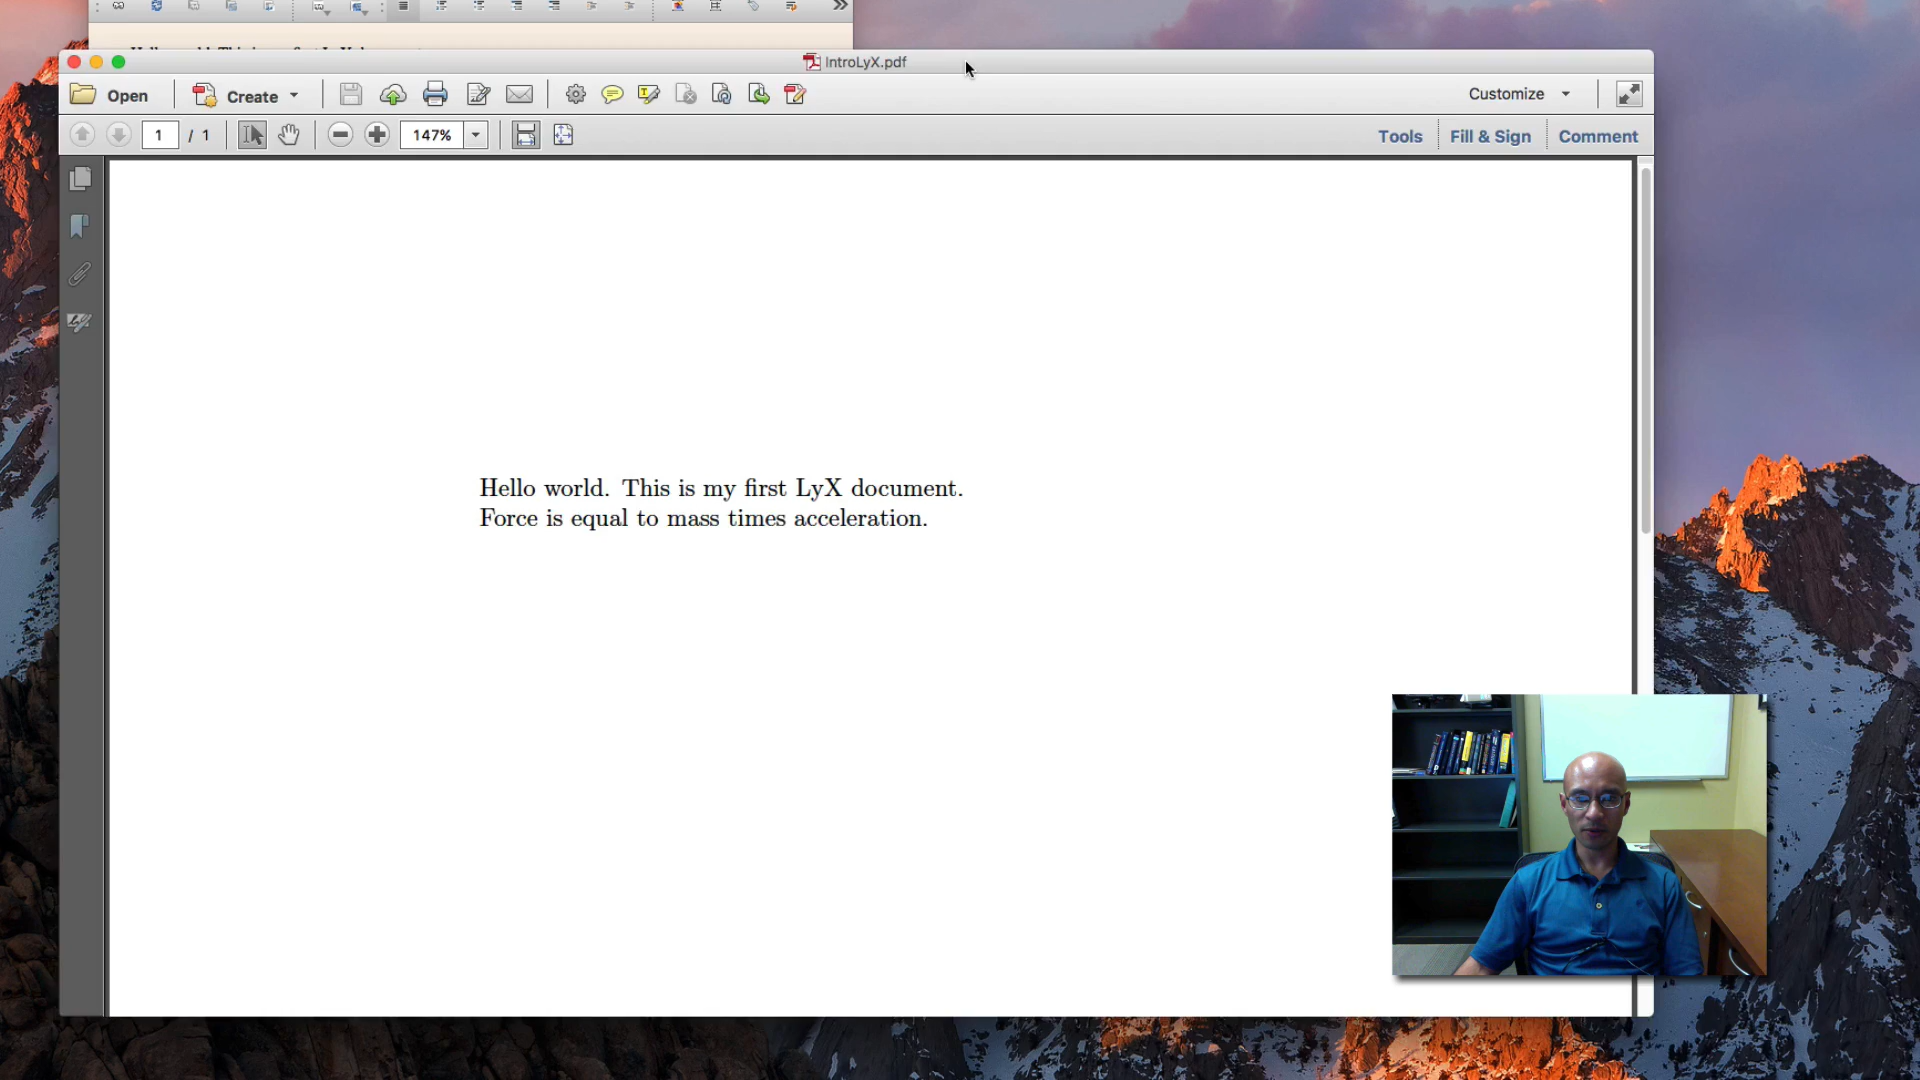 IntroLyX.pdf
Open
Create
Customize
1 / 1
147%
Tools
Fill & Sign
Comment
Hello world. This is my first LyX document.
Force is equal to mass times acceleration.